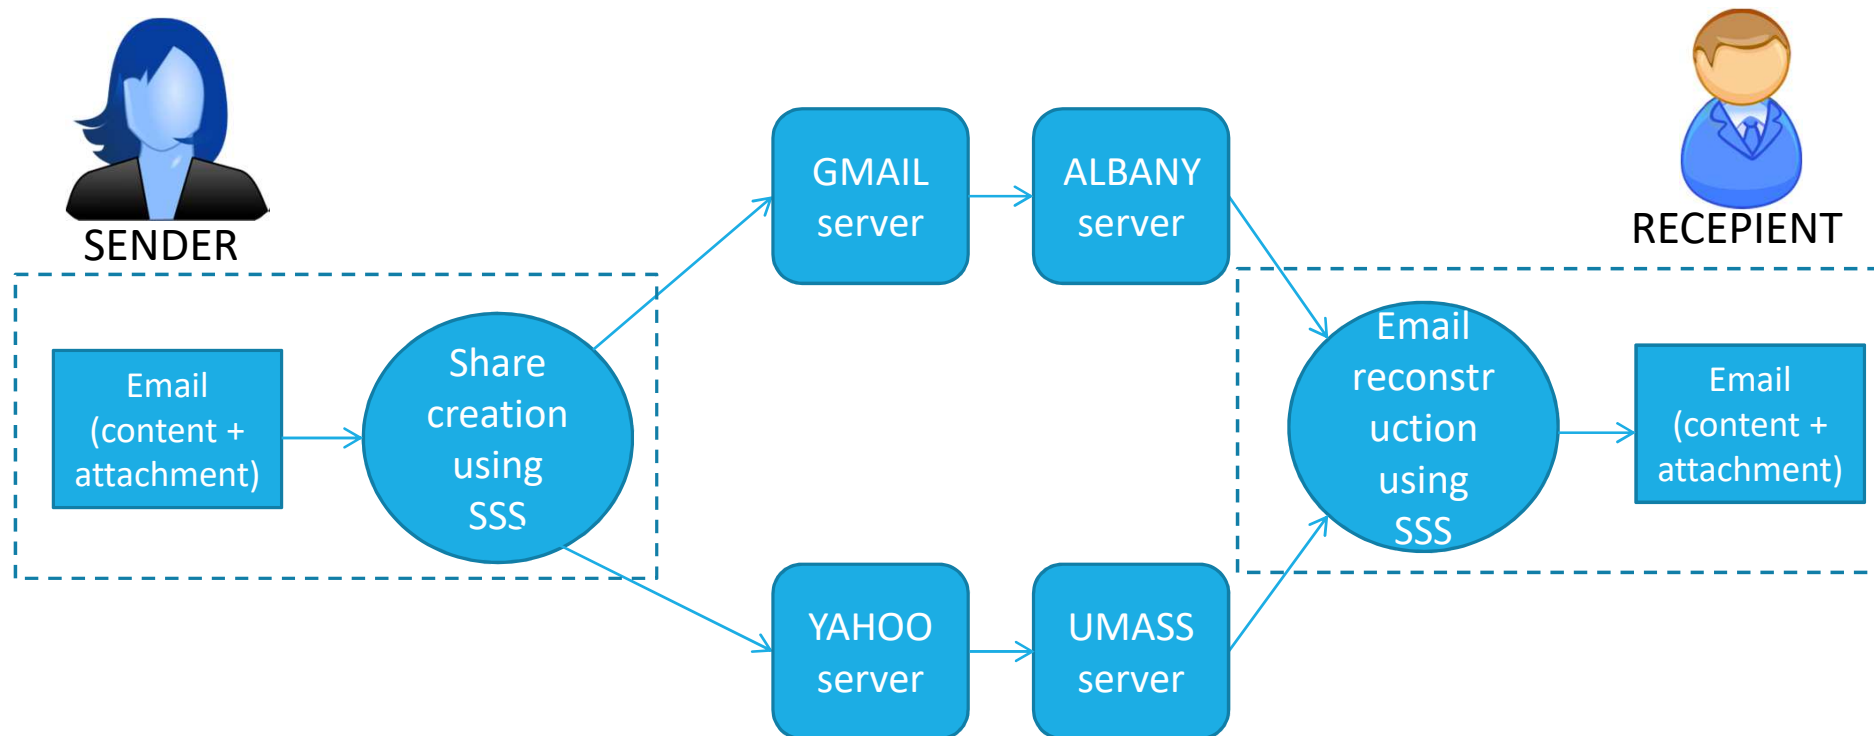 SENDER
RECEPIENT
Email
(content +
attachment)
Share
creation
using
SSS
GMAIL
server
ALBANY
server
YAHOO
server
UMASS
server
Email
reconstr
uction
using
SSS
Email
(content +
attachment)